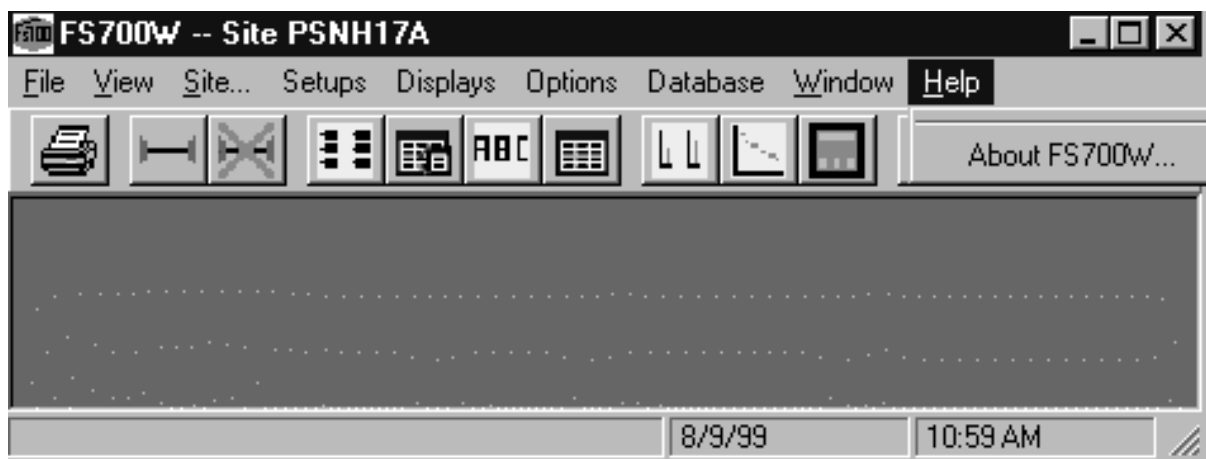 FS700 FS700W -- Site PSNH17A
File View Site... Setups Displays Options Database Window Help
ABC
About FS700W...
8/9/99 10:59 AM